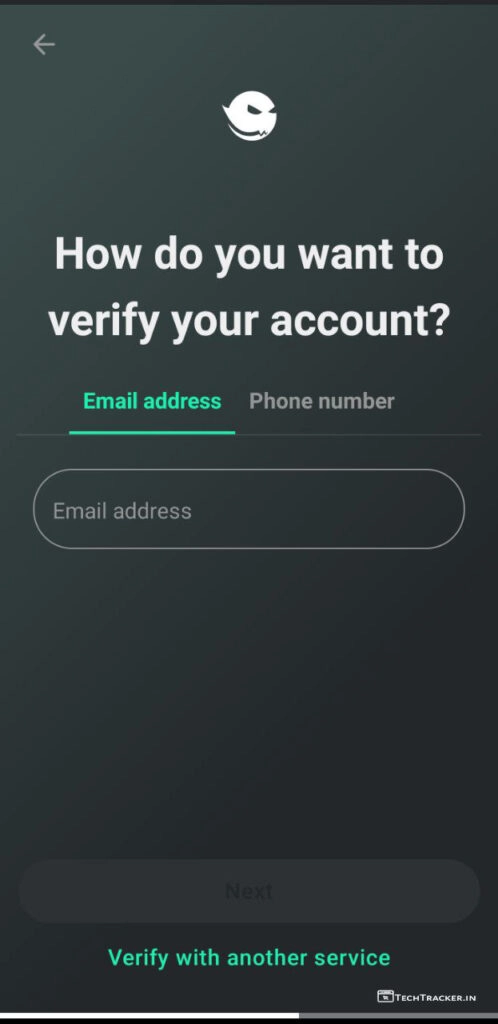 How do you want to
verify your account?
Email address Phone number
Email address
Next
Verify with another service
TECHTRACKER.IN